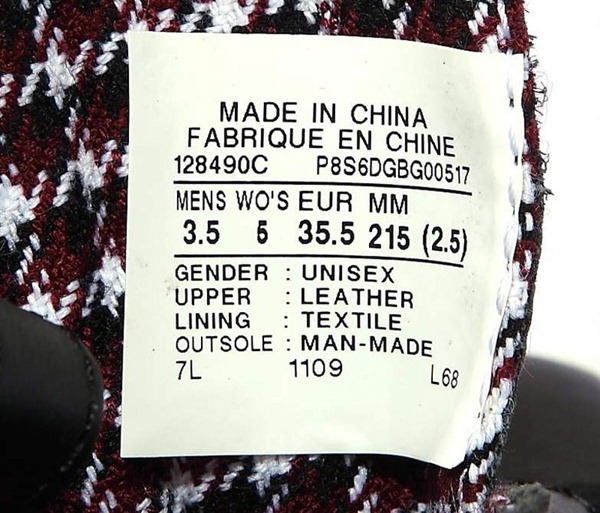 MADE IN CHINA
FABRIQUE EN CHINE
128490C P8S6DGBG00517
MENS WO'S EUR MM
3.5 5 35.5 215 (2.5)
GENDER : UNISEX
UPPER : LEATHER
LINING : TEXTILE
OUTSOLE : MAN-MADE
7L 1109 L68